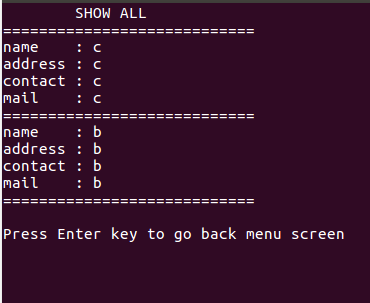 SHOW ALL
============================
name    : c
address : c
contact : c
mail    : c
============================
name    : b
address : b
contact : b
mail    : b
============================
Press Enter key to go back menu screen